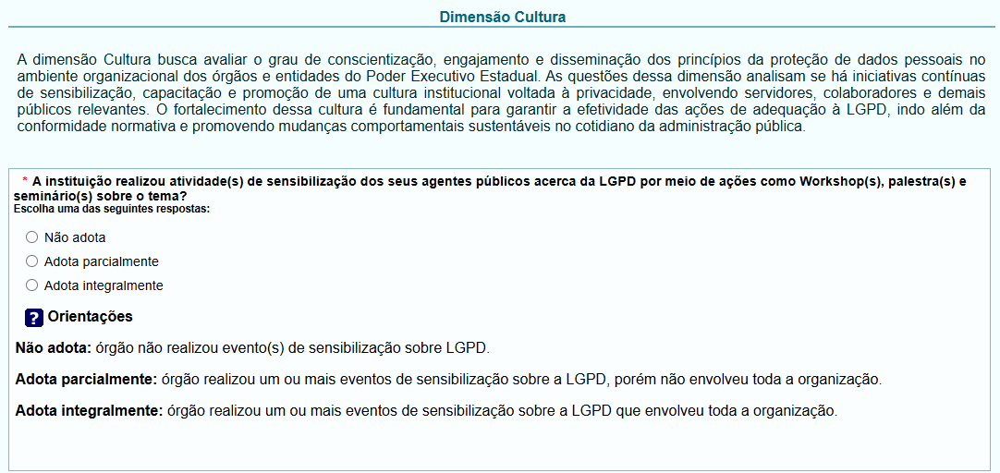 Dimensão Cultura
A dimensão Cultura busca avaliar o grau de conscientização, engajamento e disseminação dos princípios da proteção de dados pessoais no
ambiente organizacional dos órgãos e entidades do Poder Executivo Estadual. As questões dessa dimensão analisam se há iniciativas contínuas
de sensibilização, capacitação e promoção de uma cultura institucional voltada à privacidade, envolvendo servidores, colaboradores e demais
públicos relevantes. O fortalecimento dessa cultura é fundamental para garantir a efetividade das ações de adequação à LGPD, indo além da
conformidade normativa e promovendo mudanças comportamentais sustentáveis no cotidiano da administração pública.
* A instituição realizou atividade(s) de sensibilização dos seus agentes públicos acerca da LGPD por meio de ações como Workshop(s), palestra(s) e
seminário(s) sobre o tema?
Escolha uma das seguintes respostas:
Não adota
Adota parcialmente
Adota integralmente
? Orientações
Não adota: órgão não realizou evento(s) de sensibilização sobre LGPD.
Adota parcialmente: órgão realizou um ou mais eventos de sensibilização sobre a LGPD, porém não envolveu toda a organização.
Adota integralmente: órgão realizou um ou mais eventos de sensibilização sobre a LGPD que envolveu toda a organização.